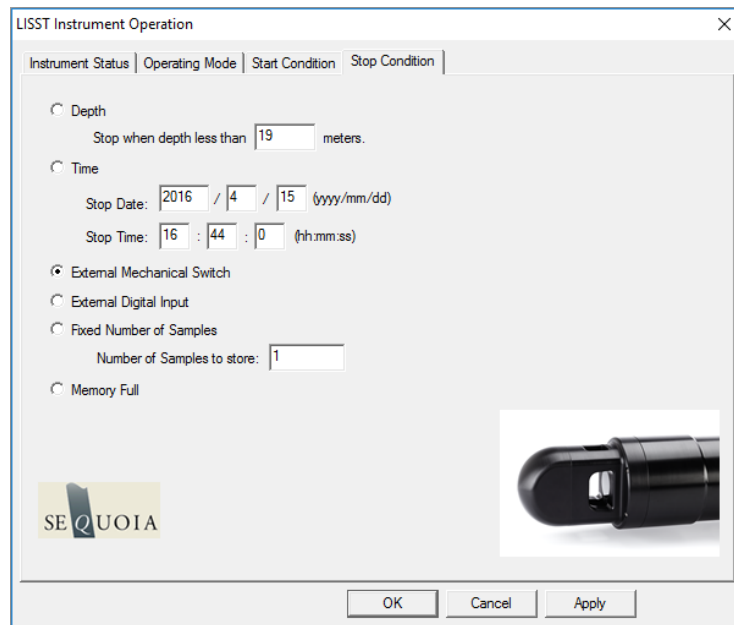 LISST Instrument Operation
Instrument Status Operating Mode Start Condition Stop Condition
Depth
Stop when depth less than 19 meters.
Time
Stop Date: 2016 / 4 / 15 (yyyy/mm/dd)
Stop Time: 16 : 44 : 0 (hh:mm:ss)
External Mechanical Switch
External Digital Input
Fixed Number of Samples
Number of Samples to store: 1
Memory Full
SEQUOIA
OK Cancel Apply